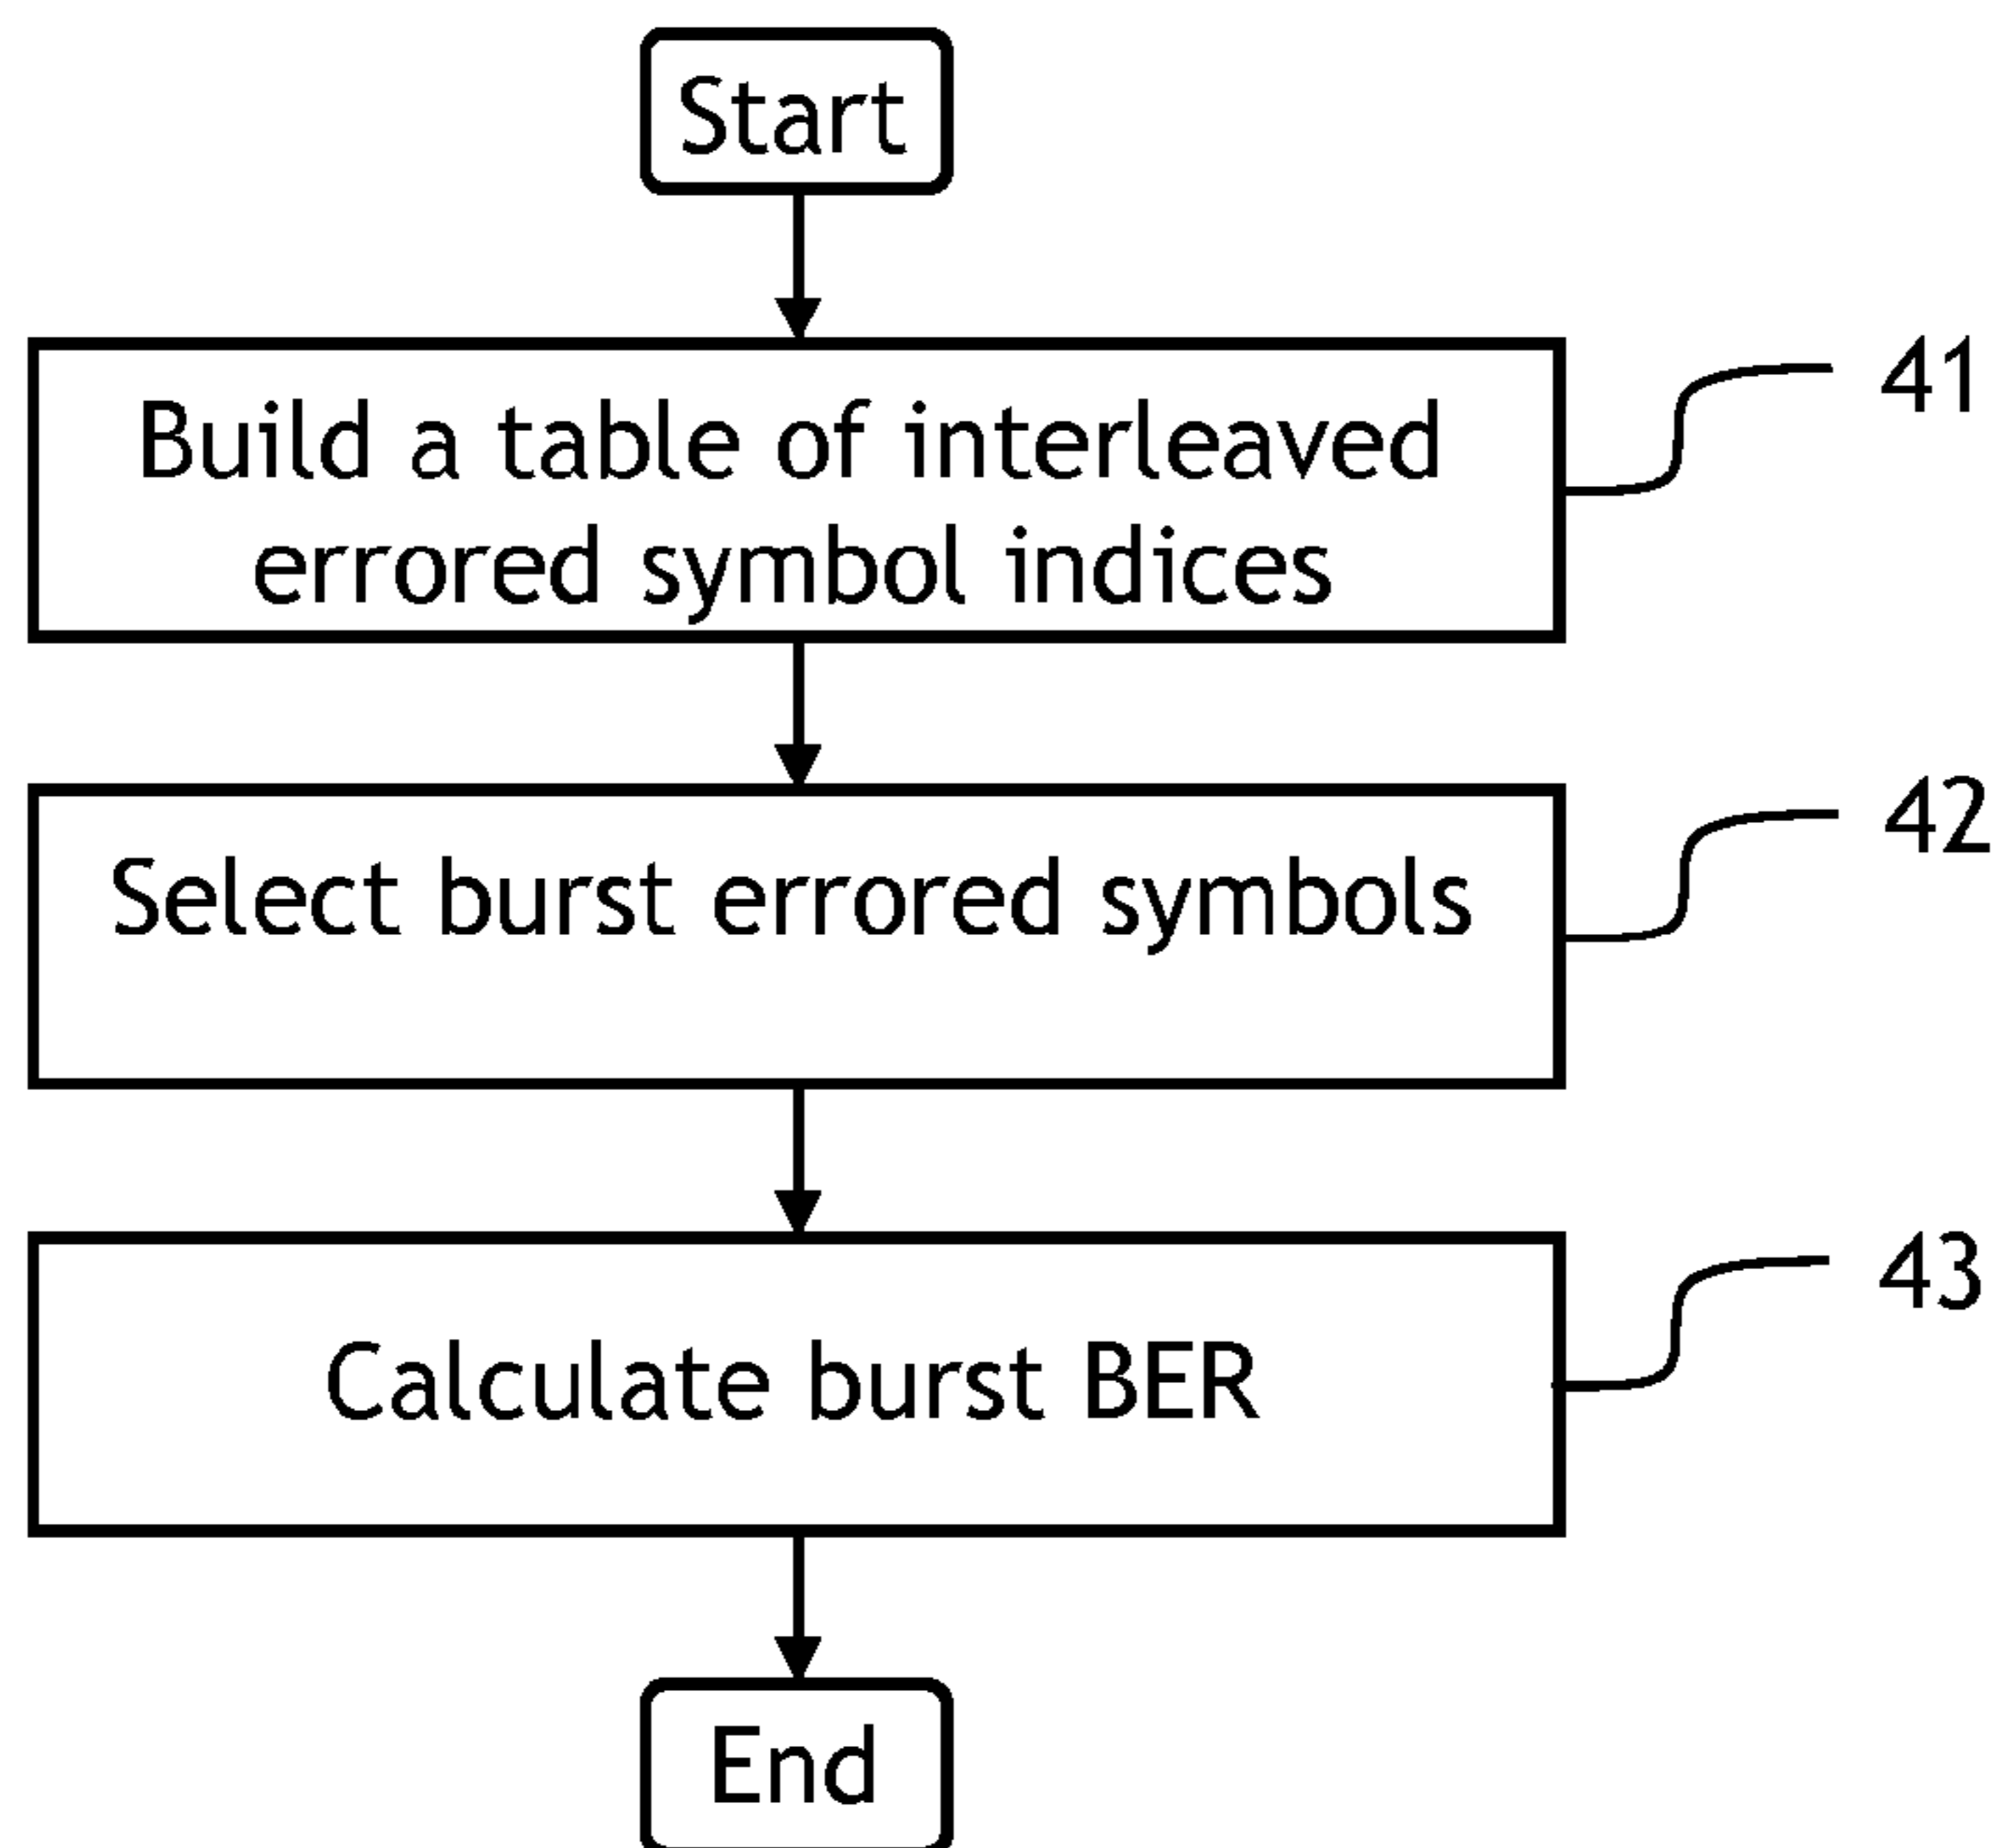 Start
Build a table of interleaved
errored symbol indices
41
Select burst errored symbols
42
Calculate burst BER
43
End